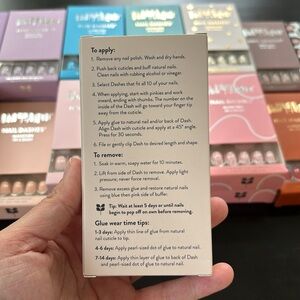 To apply:
1. Remove any nail polish. Wash and dry hands.
2. Push back cuticles and buff natural nails.
Clean nails with rubbing alcohol or vinegar.
3. Select Dashes that fit all 10 of your nails.
4. When applying, start with pinkies and work
inward, ending with thumbs. The number on the
inside of the Dash will go toward your finger tip
away from the cuticle.
5. Apply glue to natural nail and/or back of Dash.
Align Dash with cuticle and apply at a 45° angle.
Press for 30 seconds.
6. File or gently clip Dash to desired length and shape.
To remove:
1. Soak in warm, soapy water for 10 minutes.
2. Lift from side of Dash to remove. Apply light
pressure; never force removal.
3. Remove excess glue and restore natural nails
using blue then pink side of buffer.
Tip: Wait at least 5 days or until nails
begin to pop off on own before removing.
Glue wear time tips:
1-3 days: Apply thin line of glue from natural
nail cuticle to tip.
4-6 days: Apply pearl-sized dot of glue to natural nail.
7-14 days: Apply thin layer of glue to back of Dash
and pearl-sized dot of glue to natural nail.
NAIL DASHES